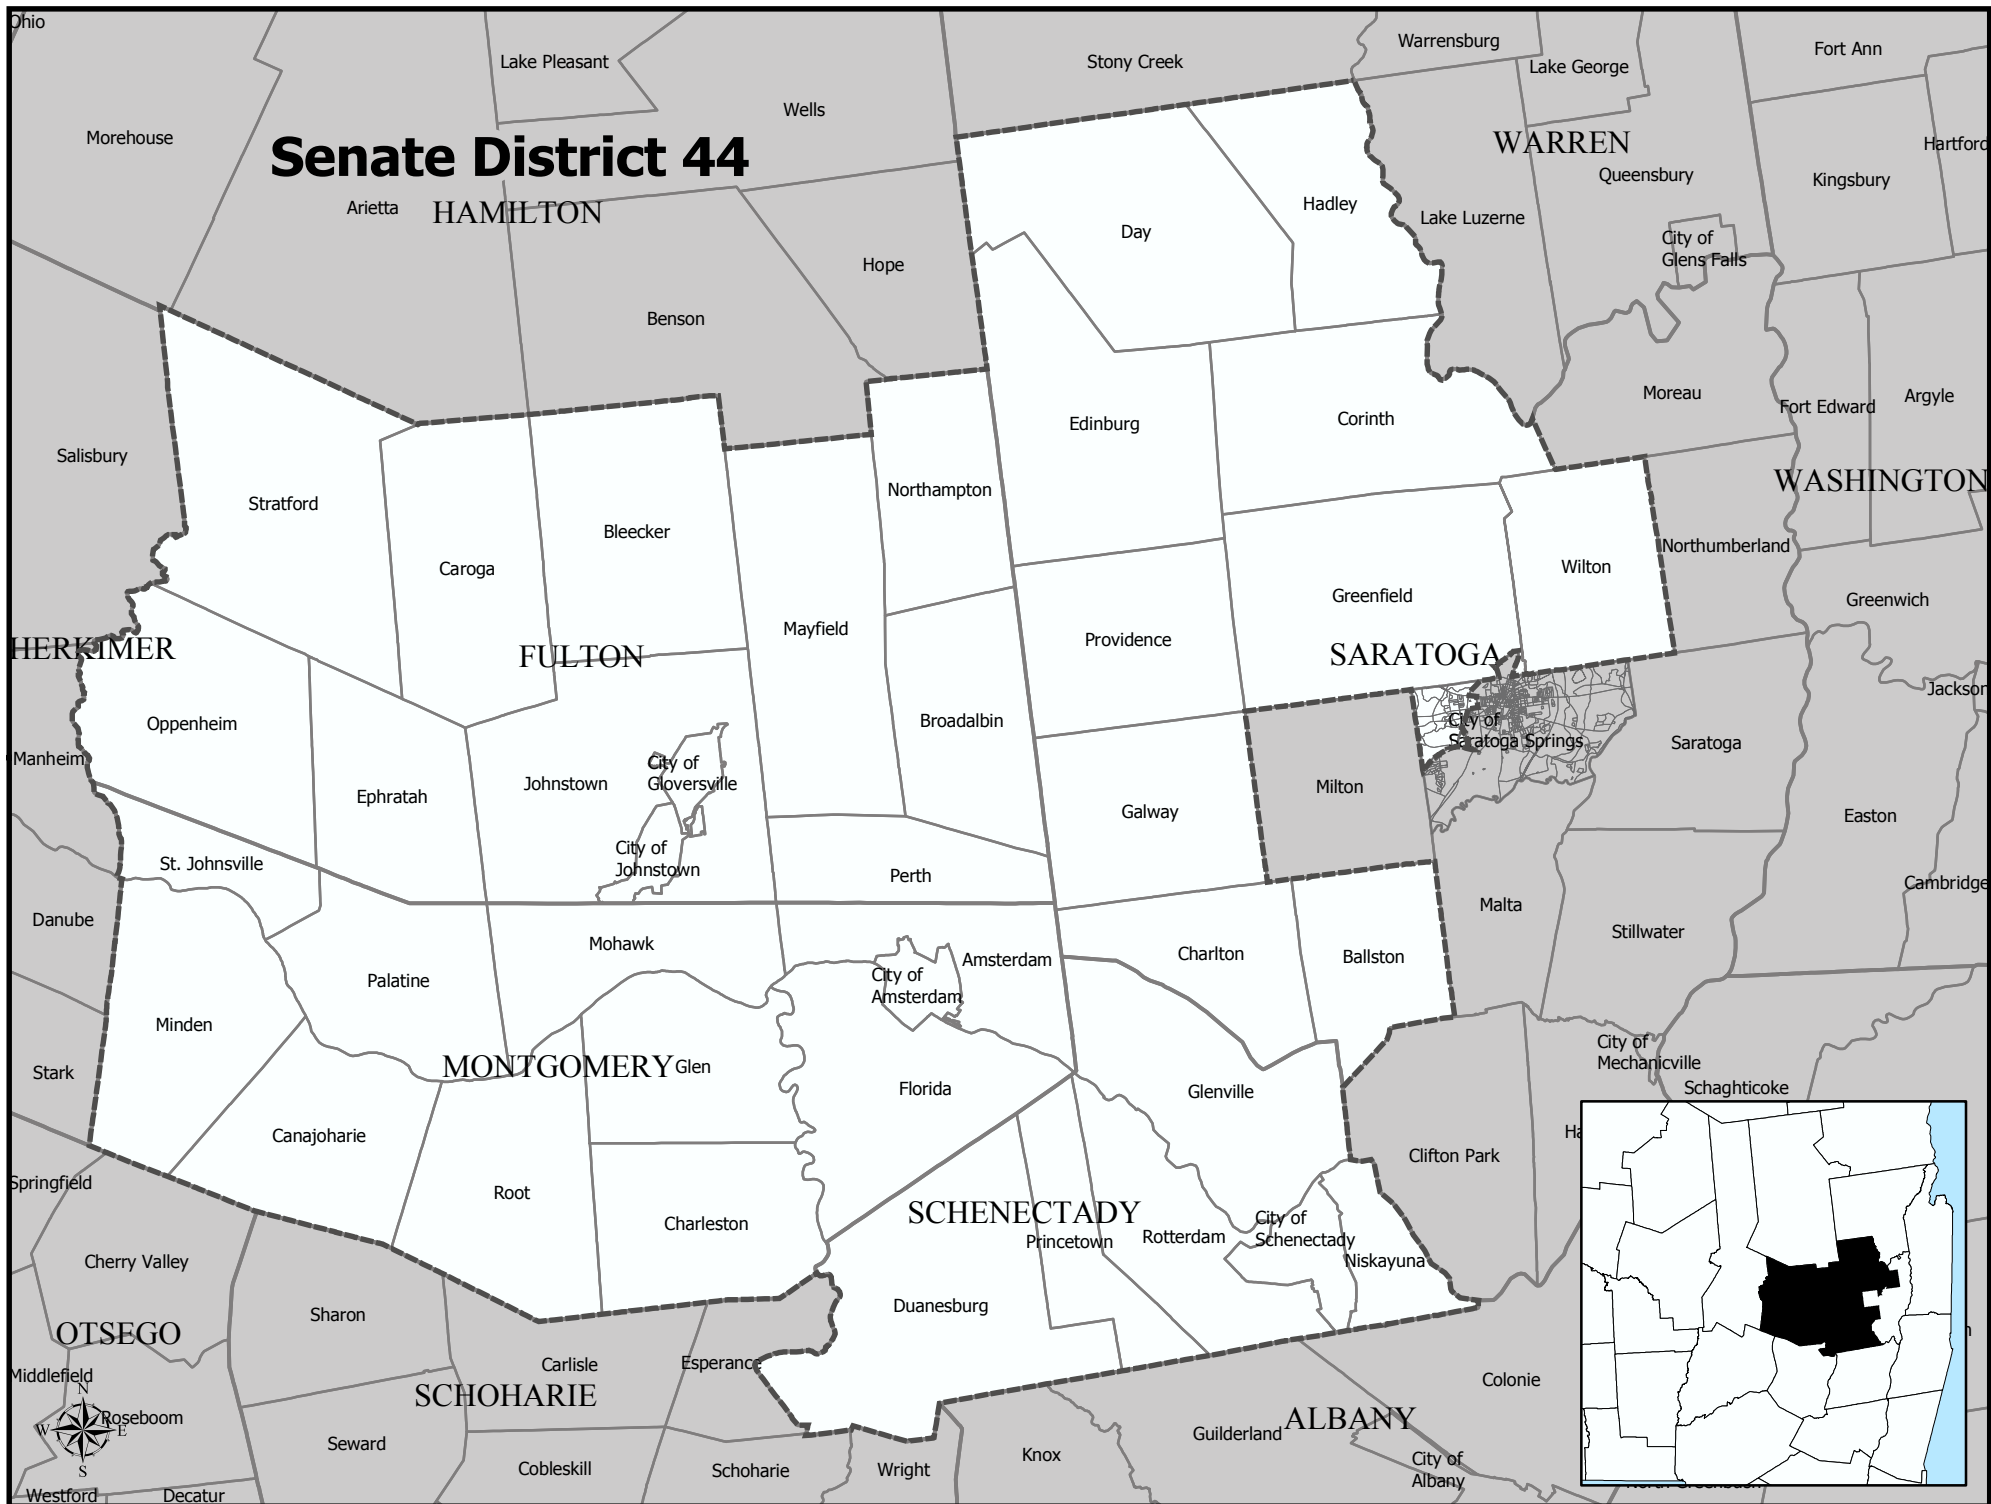 Ohio
Lake Pleasant
Stony Creek
Warrensburg
Lake George
Fort Ann
Morehouse
Wells
Senate District 44
WARREN
Hartford
Arietta
HAMILTON
Queensbury
Kingsbury
Hadley
Lake Luzerne
Day
City of
Glens Falls
Hope
Benson
Moreau
Fort Edward
Argyle
Edinburg
Corinth
Salisbury
Stratford
Northampton
WASHINGTON
Bleecker
Caroga
Northumberland
Wilton
Greenfield
Greenwich
Mayfield
Providence
HERKIMER
FULTON
SARATOGA
Jackson
Oppenheim
Broadalbin
City of
Saratoga Springs
Saratoga
Manheim
Johnstown
City of
Gloversville
Ephratah
Milton
Galway
Easton
St. Johnsville
City of
Johnstown
Perth
Cambridge
Danube
Malta
Stillwater
Mohawk
Amsterdam
Charlton
Ballston
Palatine
City of
Amsterdam
Minden
City of
Mechanicville
Stark
MONTGOMERY
Glen
Florida
Glenville
Schaghticoke
Canajoharie
Ha
Clifton Park
Springfield
Root
Charleston
SCHENECTADY
Princetown
Rotterdam
City of
Schenectady
Niskayuna
Cherry Valley
Sharon
Duanesburg
OTSEGO
Carlisle
Esperance
Middlefield
SCHOHARIE
Colonie
N
W
E
S
Roseboom
ALBANY
Seward
Guilderland
Knox
Cobleskill
Schoharie
Wright
City of
Albany
Westford
Decatur